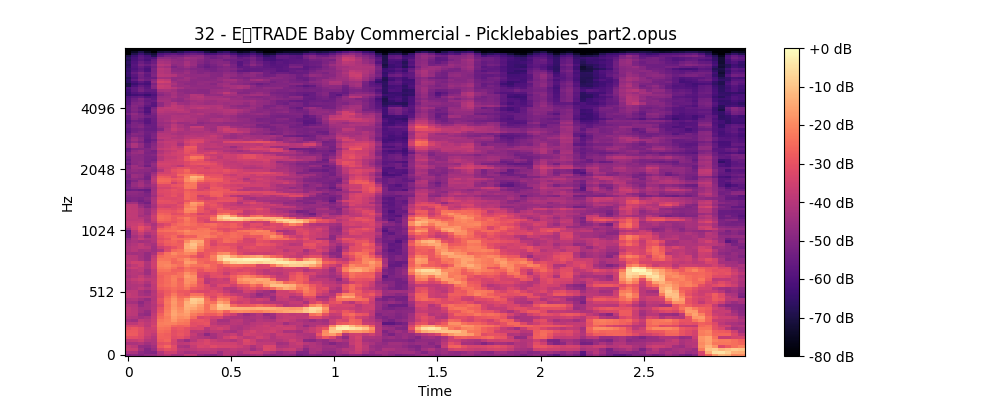 32 - E▯TRADE Baby Commercial - Picklebabies_part2.opus
Hz
4096
2048
1024
512
0
0
0.5
1
1.5
2
2.5
Time
+0 dB
-10 dB
-20 dB
-30 dB
-40 dB
-50 dB
-60 dB
-70 dB
-80 dB